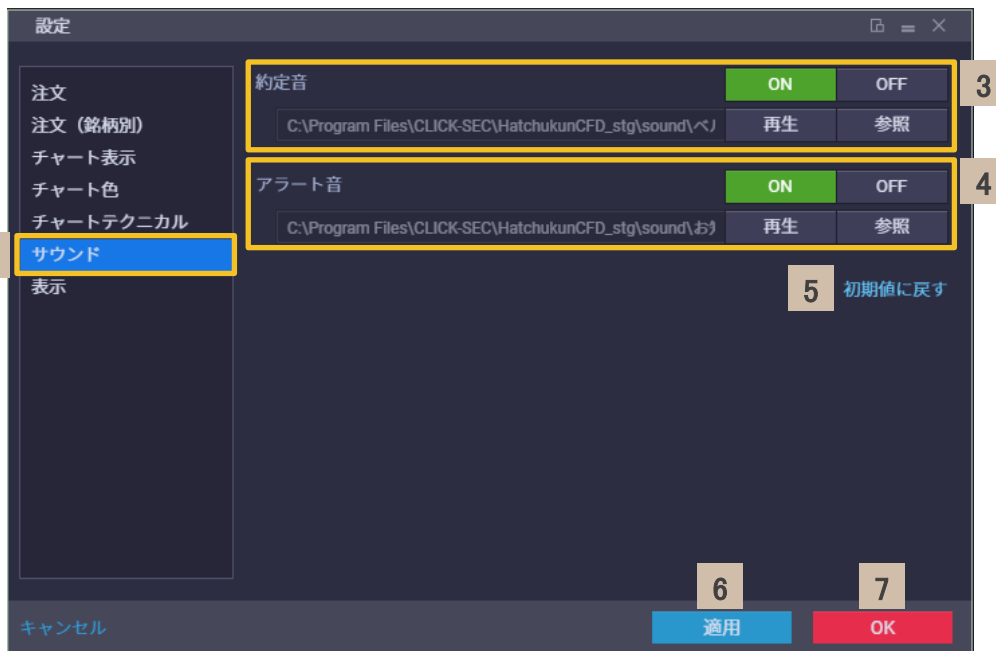 設定
注文
注文（銘柄別）
チャート表示
チャート色
チャートテクニカル
サウンド
表示
約定音
ON
OFF
3
C:\Program Files\CLICK-SEC\HatchukunCFD_stg\sound\
再生
参照
アラート音
ON
OFF
4
C:\Program Files\CLICK-SEC\HatchukunCFD_stg\sound\
再生
参照
5
初期値に戻す
6
7
キャンセル
適用
OK